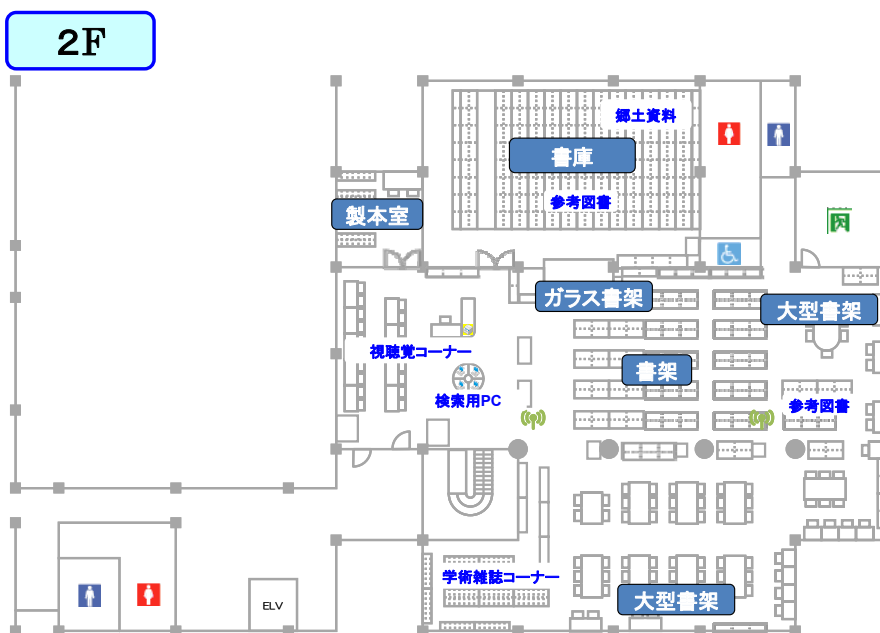 2F
郷土資料
書庫
参考図書
製本室
ガラス書架
大型書架
視聴覚コーナー
書架
検索用PC
参考図書
学術雑誌コーナー
大型書架
ELV